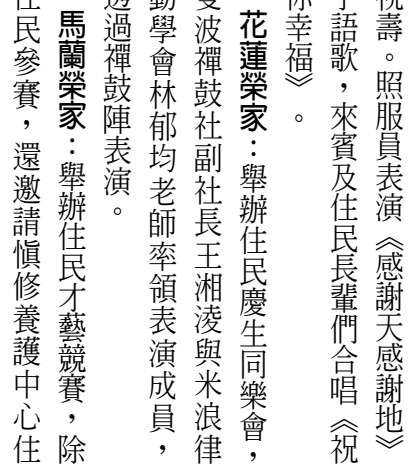 祝壽。照服員表演《感謝天感謝地》
手語歌，來賓及住民長輩們合唱《祝
你幸福》。
花蓮榮家：舉辦住民慶生同樂會，
曼波禪鼓社副社長王湘淩與米浪律
動學會林郁均老師率領表演成員，
透過禪鼓陣表演。
馬蘭榮家：舉辦住民才藝競賽，除
住民參賽，還邀請慎修養護中心住